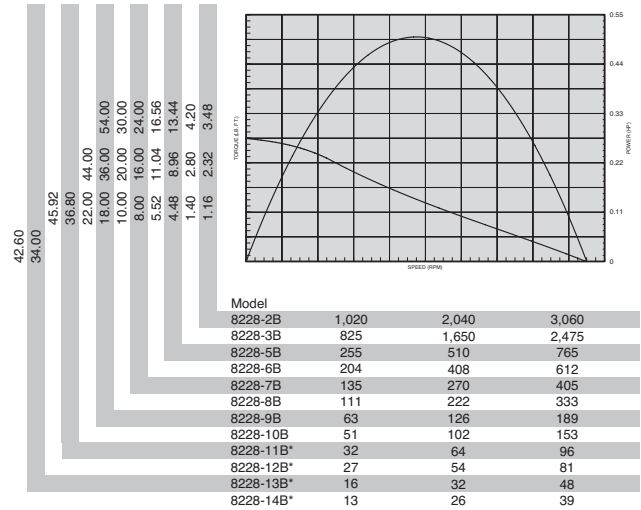 42.60
34.00
45.92
36.80
22.00 44.00
18.00 36.00 54.00
10.00 20.00 30.00
8.00 16.00 24.00
5.52 11.04 16.56
4.48 8.96 13.44
1.40 2.80 4.20
1.16 2.32 3.48
TORQUE (LB. FT.)
0.55
0.44
0.33
0.22
0.11
0
POWER (HP)
SPEED (RPM)
Model
8228-2B 1,020 2,040 3,060
8228-3B 825 1,650 2,475
8228-5B 255 510 765
8228-6B 204 408 612
8228-7B 135 270 405
8228-8B 111 222 333
8228-9B 63 126 189
8228-10B 51 102 153
8228-11B* 32 64 96
8228-12B* 27 54 81
8228-13B* 16 32 48
8228-14B* 13 26 39